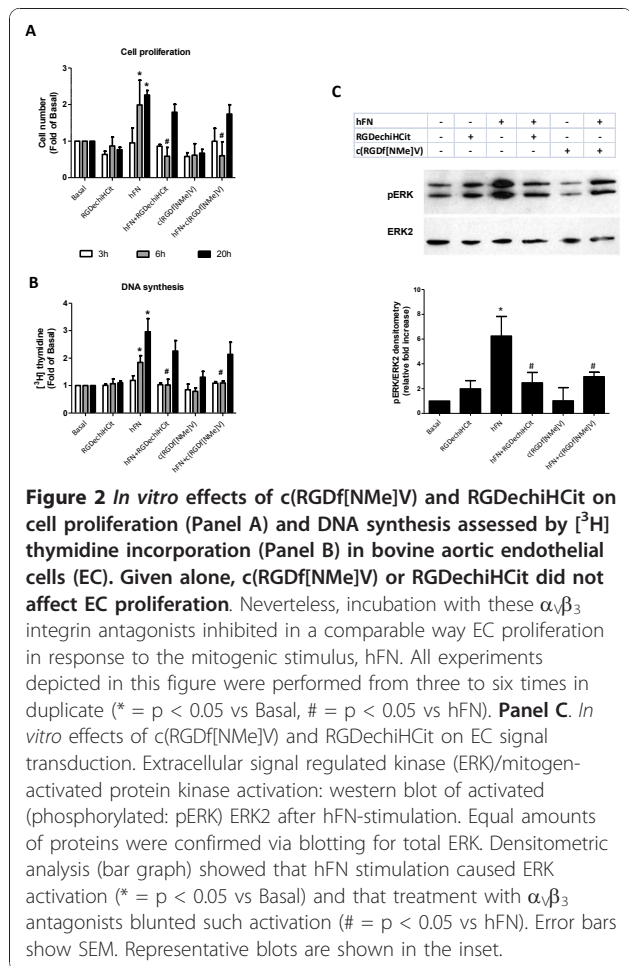 A
Cell proliferation
Cell number
(Fold of Basal)
3
2
1
0
* *
# #
Basal
RGDechiHCit
hFN
hFN+RGDechiHCit
c(RGDf[NMe]V)
hFN+c(RGDf[NMe]V)
3h 6h 20h
B
DNA synthesis
[³H] thymidine
(Fold of Basal)
4
3
2
1
0
* *
# #
Basal
RGDechiHCit
hFN
hFN+RGDechiHCit
c(RGDf[NMe]V)
hFN+c(RGDf[NMe]V)
C
hFN - - + + - +
RGDechiHCit - + - + - -
c(RGDf[NMe]V) - - - - + +
pERK
ERK2
pERK/ERK2 densitometry
(relative fold increase)
10
8
6
4
2
0
*
# #
Basal
RGDechiHCit
hFN
hFN+RGDechiHCit
c(RGDf[NMe]V)
hFN+c(RGDf[NMe]V)
Figure 2 In vitro effects of c(RGDf[NMe]V) and RGDechiHCit on
cell proliferation (Panel A) and DNA synthesis assessed by [³H]
thymidine incorporation (Panel B) in bovine aortic endothelial
cells (EC). Given alone, c(RGDf[NMe]V) or RGDechiHCit did not
affect EC proliferation. Neverteless, incubation with these αVβ3
integrin antagonists inhibited in a comparable way EC proliferation
in response to the mitogenic stimulus, hFN. All experiments
depicted in this figure were performed from three to six times in
duplicate (* = p < 0.05 vs Basal, # = p < 0.05 vs hFN). Panel C. In
vitro effects of c(RGDf[NMe]V) and RGDechiHCit on EC signal
transduction. Extracellular signal regulated kinase (ERK)/mitogen-
activated protein kinase activation: western blot of activated
(phosphorylated: pERK) ERK2 after hFN-stimulation. Equal amounts
of proteins were confirmed via blotting for total ERK. Densitometric
analysis (bar graph) showed that hFN stimulation caused ERK
activation (* = p < 0.05 vs Basal) and that treatment with αVβ3
antagonists blunted such activation (# = p < 0.05 vs hFN). Error bars
show SEM. Representative blots are shown in the inset.